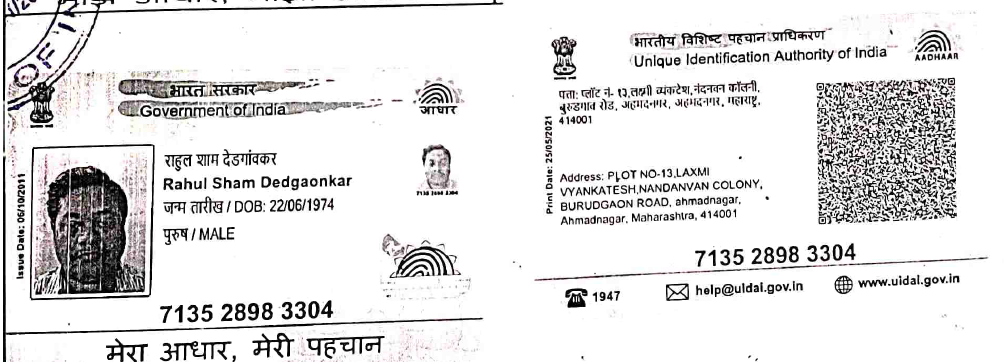 OF IN
भारत सरकार
Government of India
आधार
Issue Date: 06/10/2011
राहुल शाम देडगांवकर
Rahul Sham Dedgaonkar
जन्म तारीख / DOB: 22/06/1974
पुरुष / MALE
7135 2898 3304
7135 2898 3304
मेरा आधार, मेरी पहचान
भारतीय विशिष्ट पहचान प्राधिकरण
Unique Identification Authority of India
AADHAAR
Print Date: 25/05/2021
पता: प्लॉट नं- १३,लक्ष्मी व्यंकटेश,नंदनवन कॉलनी,
बुरुडगाव रोड, अहमदनगर, अहमदनगर, महाराष्ट्र,
414001
Address: PLOT NO-13,LAXMI
VYANKATESH,NANDANVAN COLONY,
BURUDGAON ROAD, ahmadnagar,
Ahmadnagar, Maharashtra, 414001
7135 2898 3304
1947
help@uidai.gov.in
www.uidai.gov.in